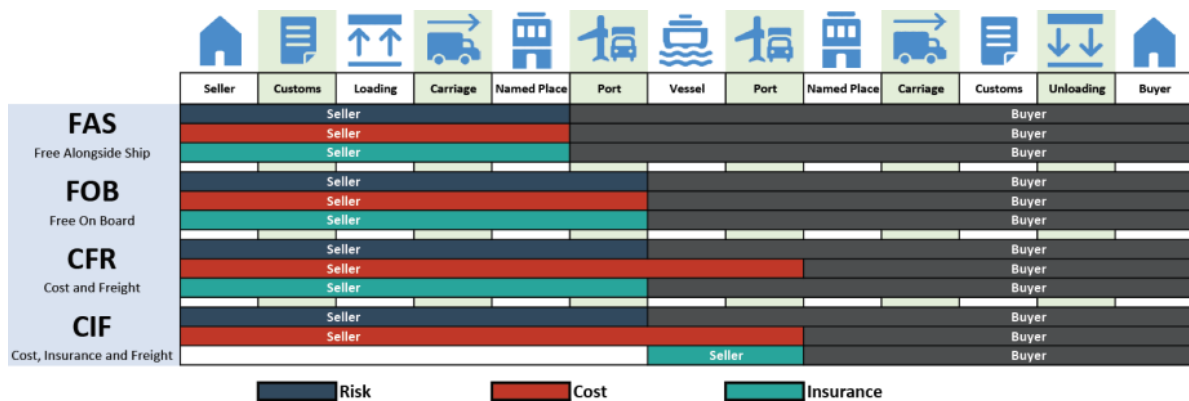 Seller Customs Loading Carriage Named Place Port Vessel Port Named Place Carriage Customs Unloading Buyer
FAS
Free Alongside Ship
Seller Buyer
Seller Buyer
Seller Buyer
FOB
Free On Board
Seller Buyer
Seller Buyer
Seller Buyer
CFR
Cost and Freight
Seller Buyer
Seller Buyer
Seller Buyer
CIF
Cost, Insurance and Freight
Seller Buyer
Seller Buyer
Seller Buyer
Risk Cost Insurance